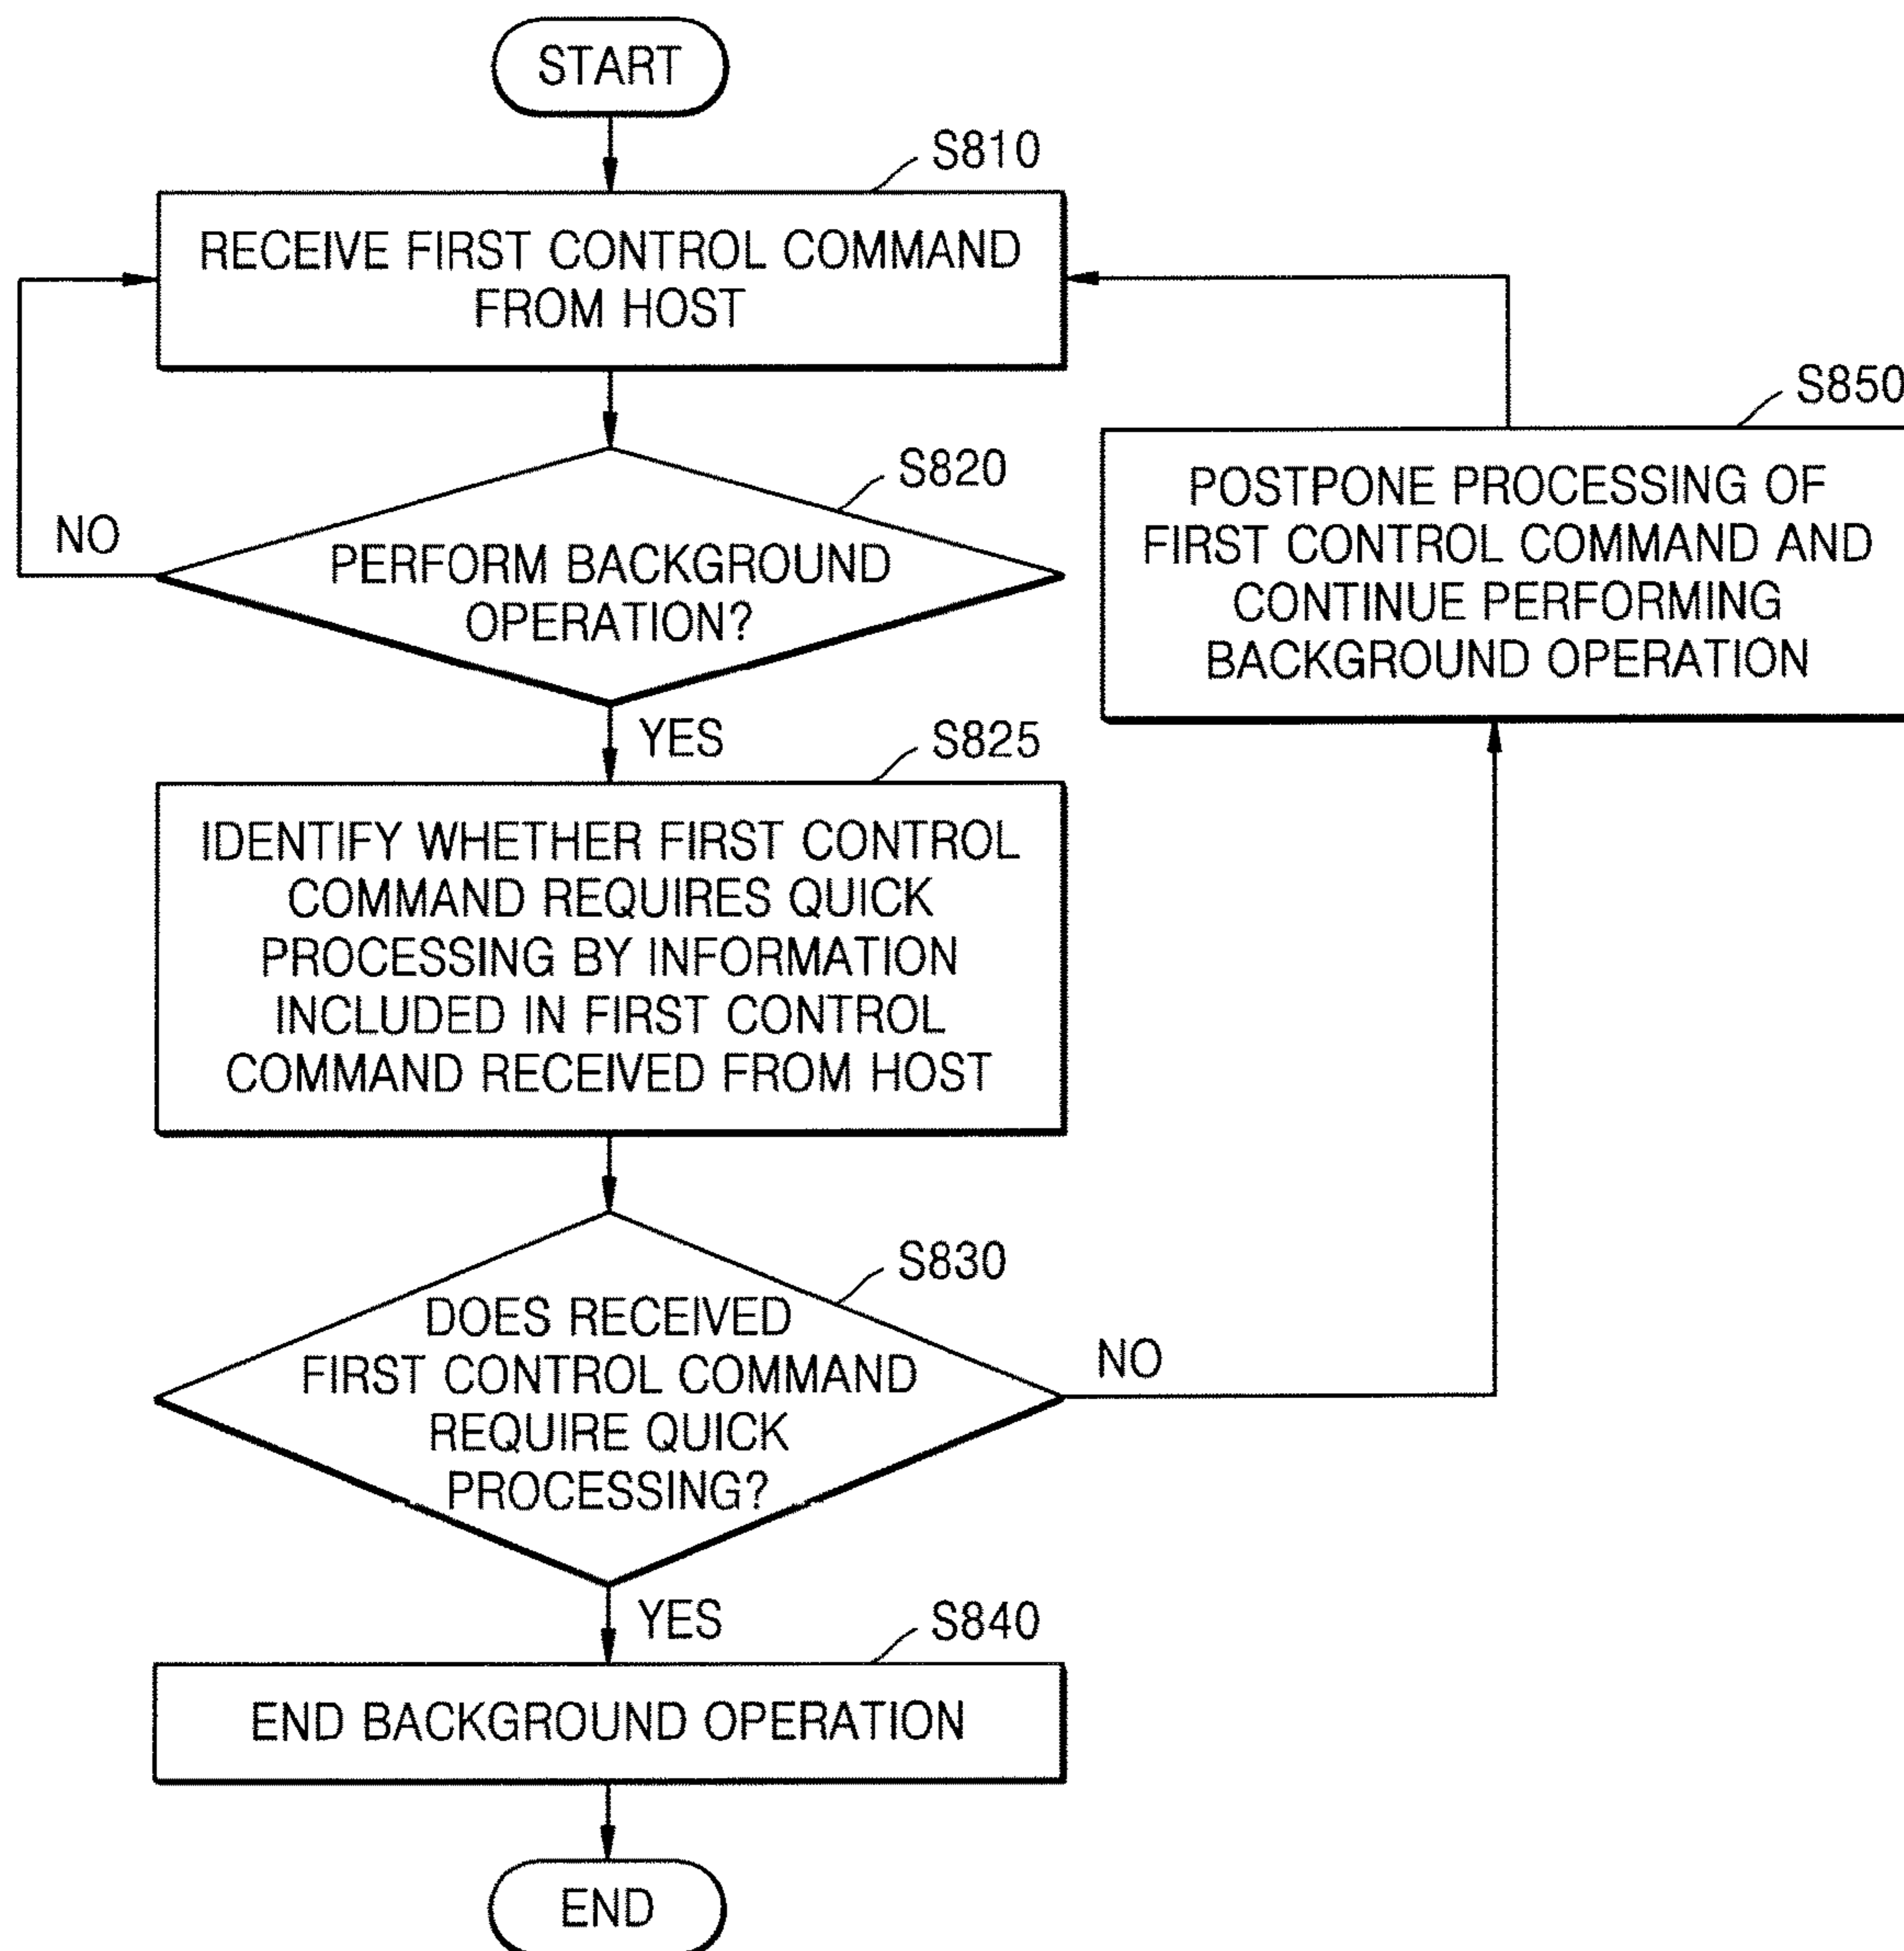 START
S810
RECEIVE FIRST CONTROL COMMAND
FROM HOST
S820
NO
PERFORM BACKGROUND
OPERATION?
YES
S825
IDENTIFY WHETHER FIRST CONTROL
COMMAND REQUIRES QUICK
PROCESSING BY INFORMATION
INCLUDED IN FIRST CONTROL
COMMAND RECEIVED FROM HOST
S830
DOES RECEIVED
FIRST CONTROL COMMAND
REQUIRE QUICK
PROCESSING?
NO
YES
S840
END BACKGROUND OPERATION
END
S850
POSTPONE PROCESSING OF
FIRST CONTROL COMMAND AND
CONTINUE PERFORMING
BACKGROUND OPERATION